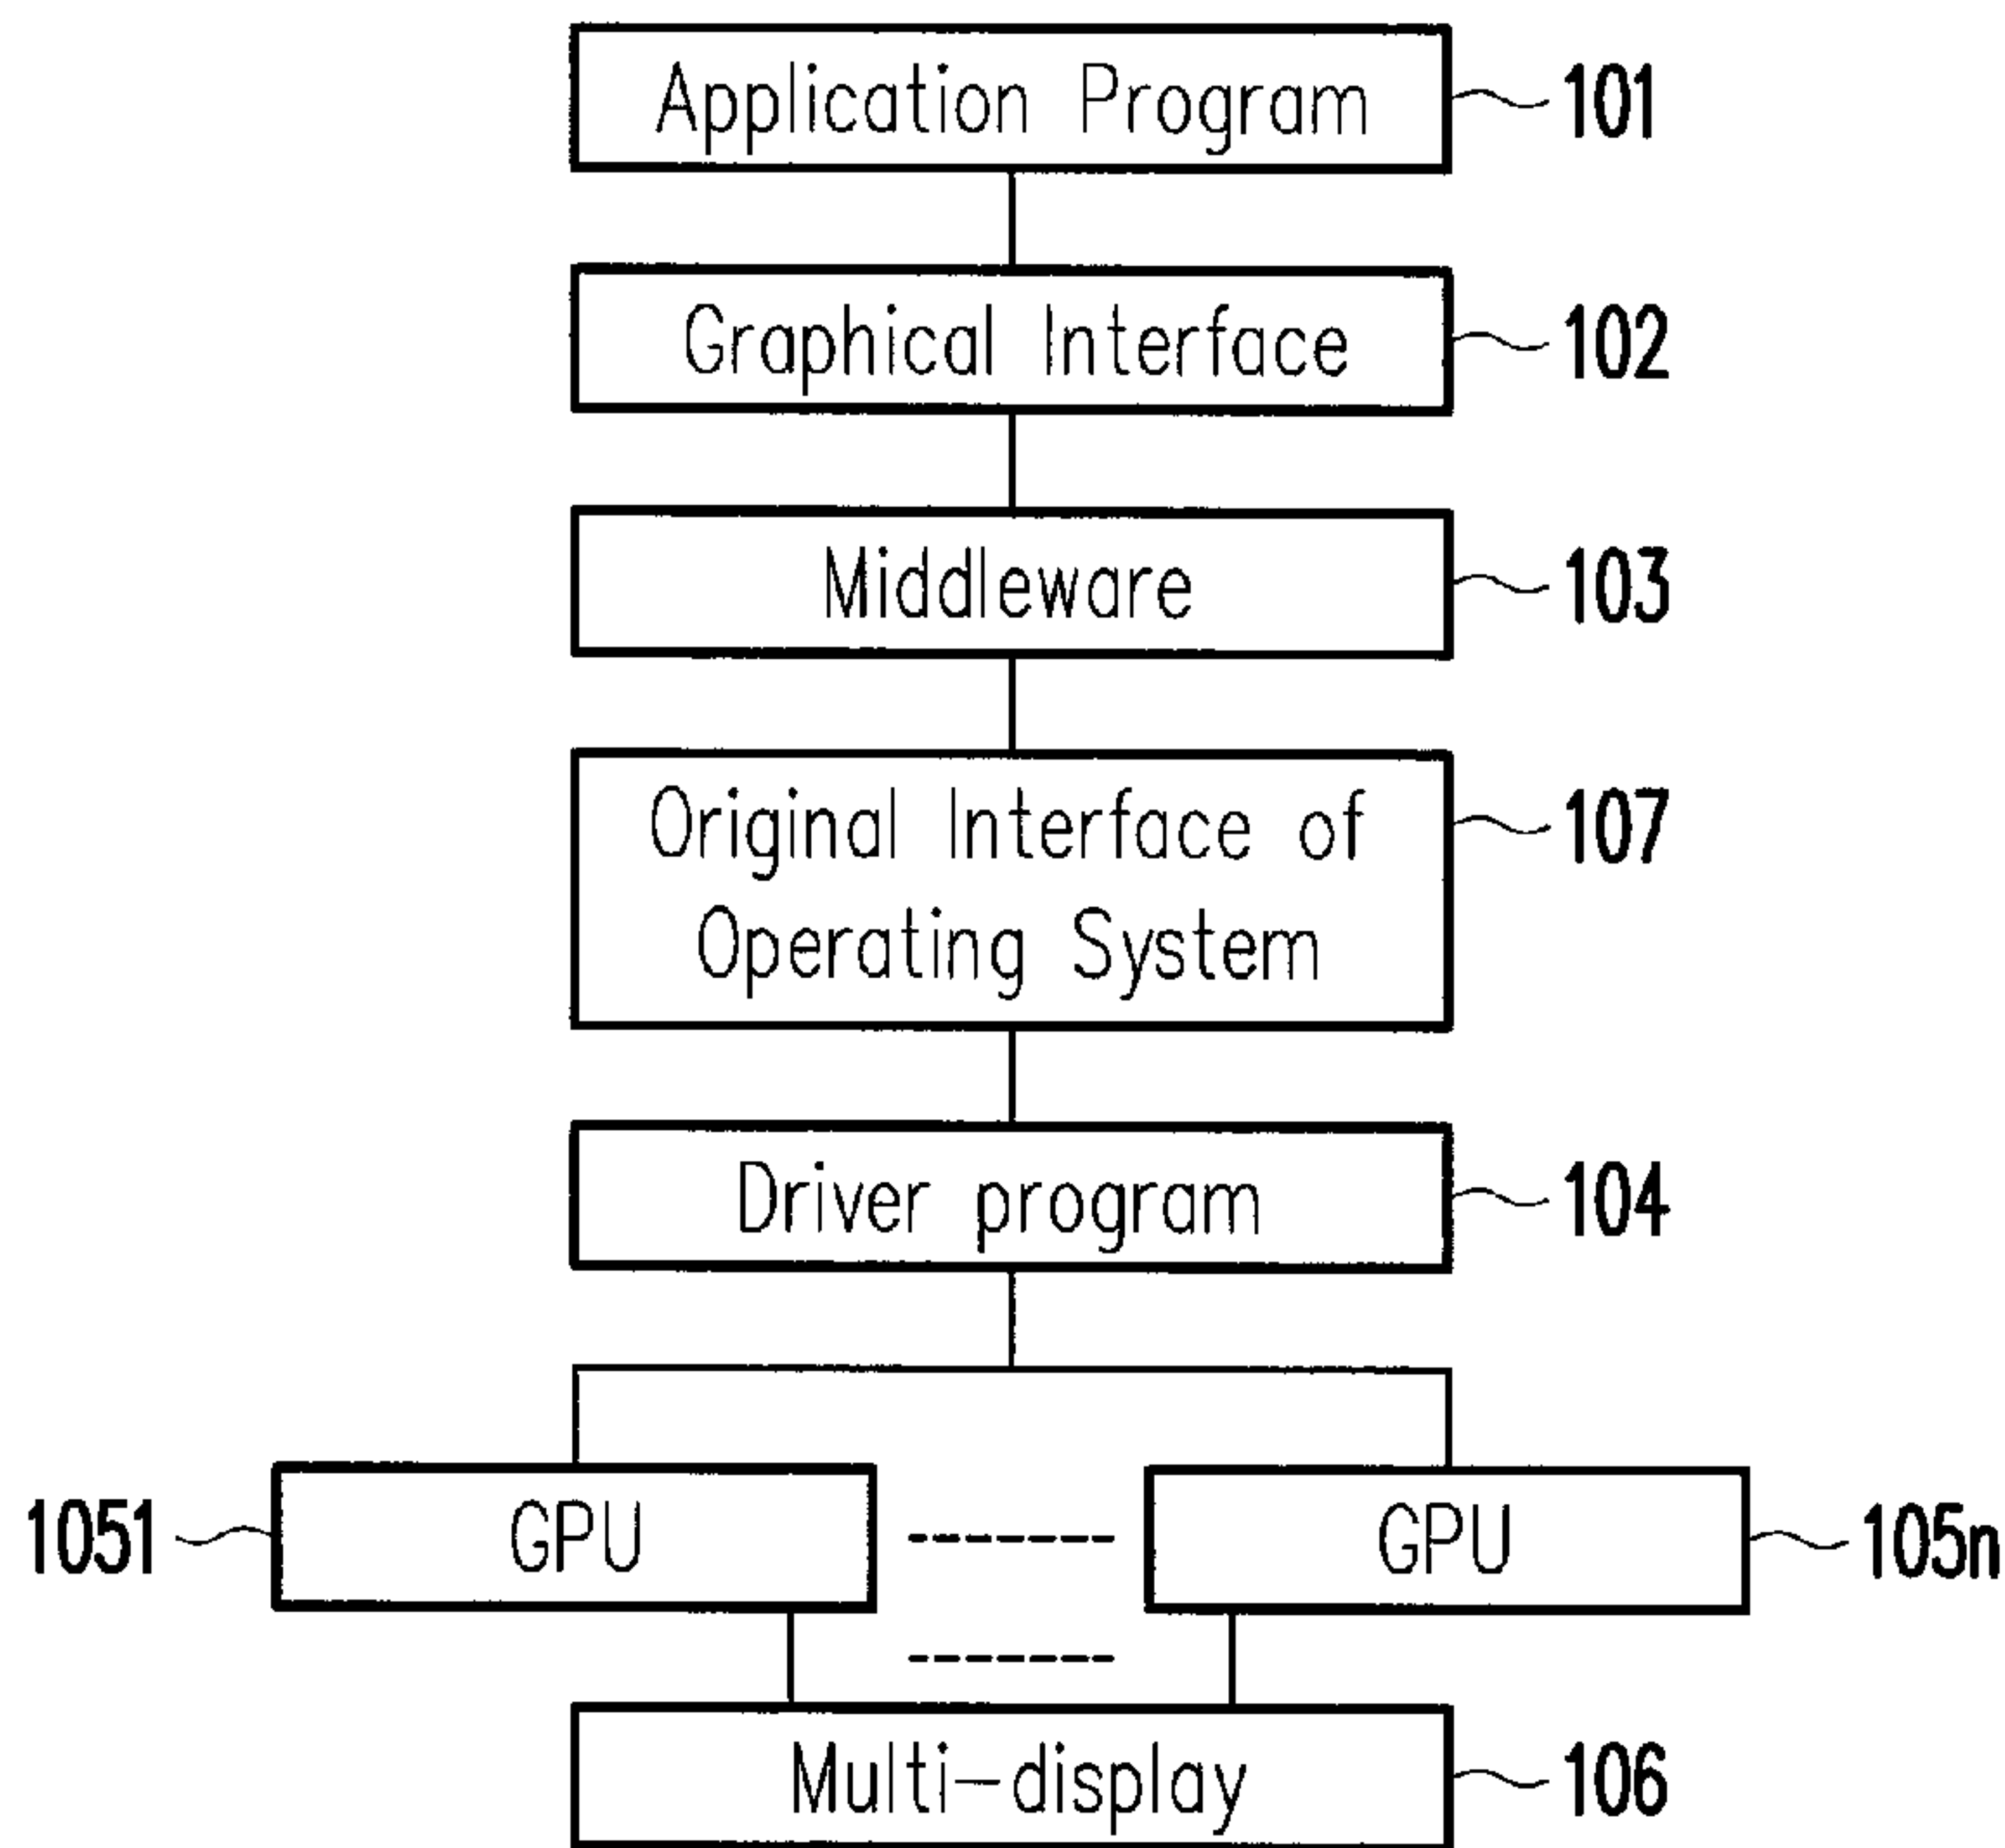 Application Program 101
Graphical Interface 102
Middleware 103
Original Interface of 107
Operating System
Driver program 104
1051 GPU GPU 105n
Multi-display 106